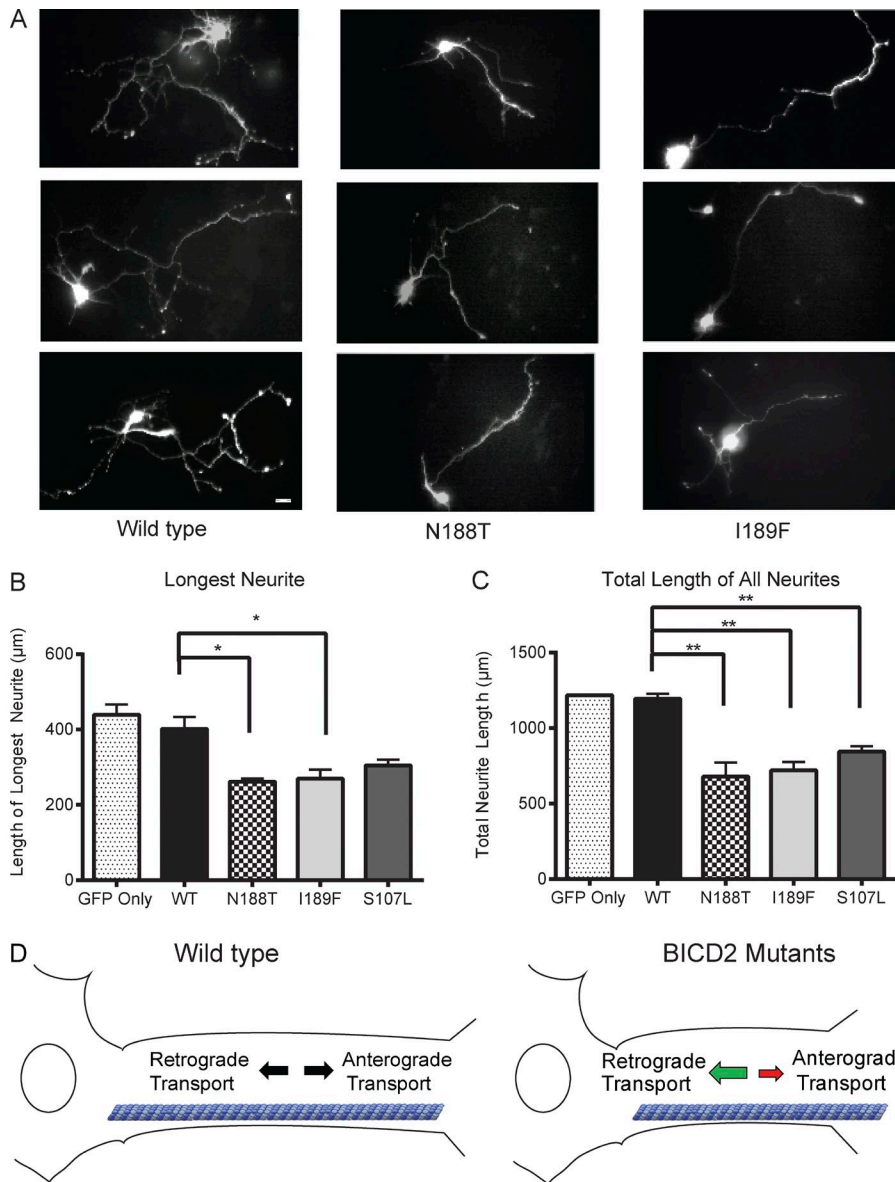 A
Wild type
N188T
I189F
B
Longest Neurite
Length of Longest Neurite (µm)
600
400
200
0
*
*
GFP Only
WT
N188T
I189F
S107L
C
Total Length of All Neurites
Total Neurite Lengt h (µm)
1500
1000
500
0
**
**
**
GFP Only
WT
N188T
I189F
S107L
D
Wild type
Retrograde
Transport
Anterograde
Transport
BICD2 Mutants
Retrograde
Transport
Anterograd
Transport